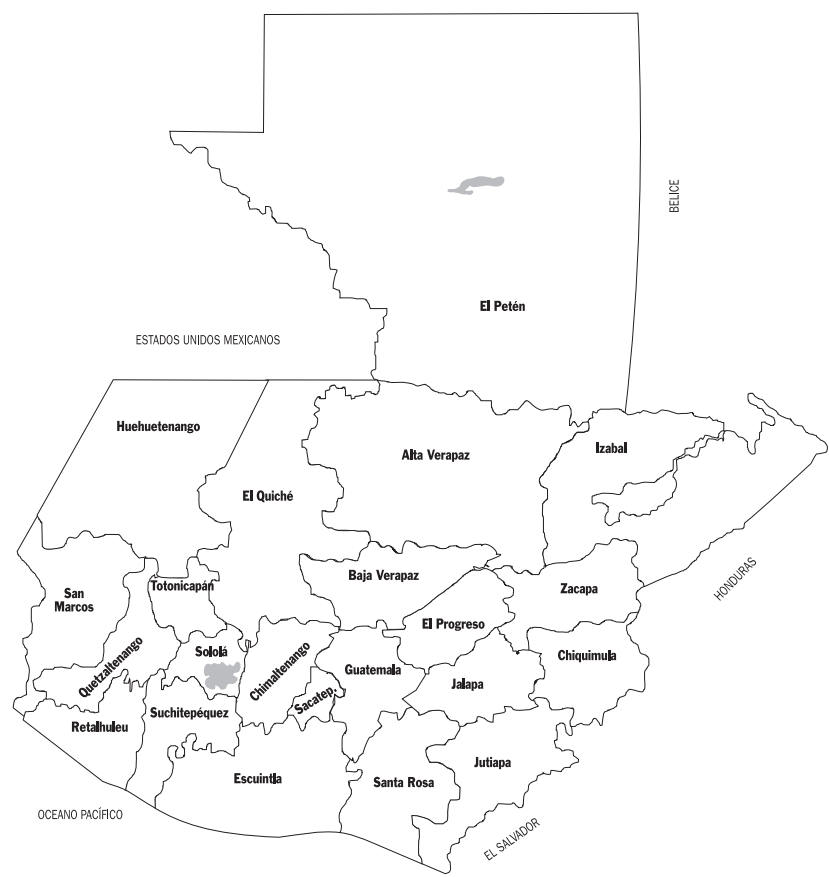 BELICE
El Petén
ESTADOS UNIDOS MEXICANOS
Huehuetenango
Izabal
Alta Verapaz
El Quiché
HONDURAS
Baja Verapaz
Totonicapán
Zacapa
San
Marcos
El Progreso
Quetzaltenango
Sololá
Chimaltenango
Chiquimula
Guatemala
Jalapa
Sacatep.
Suchitepéquez
Retalhuleu
Jutiapa
Escuintla
Santa Rosa
OCEANO PACÍFICO
EL SALVADOR